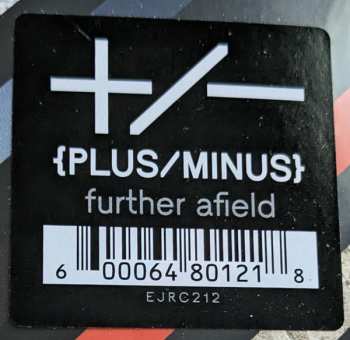 +/-
{PLUS/MINUS}
further afield
6 00064 80121 8
EJRC212